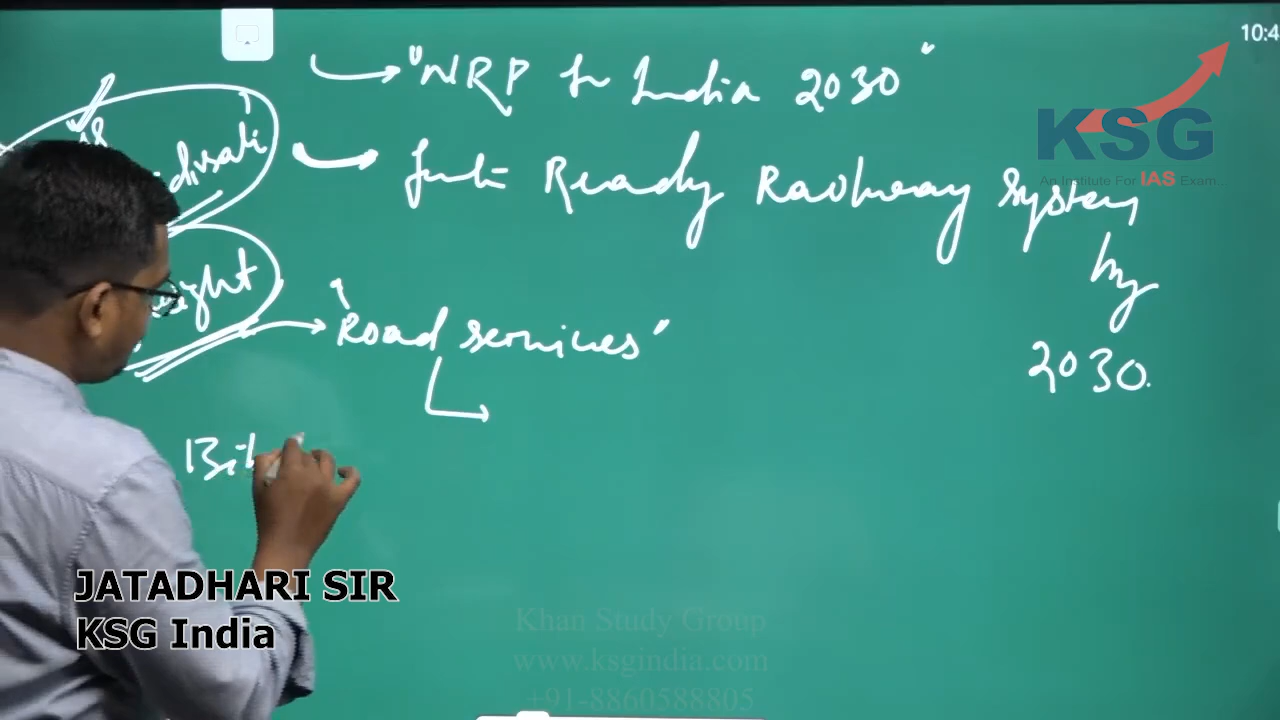 10:4
"NRP for India 2030"
KSG
An Institute For IAS Exam
Ready Railway System
by
2030.
Road services"
JATADHARI SIR
KSG India
Khan Study Group
www.ksgindia.com
+91-8860588805